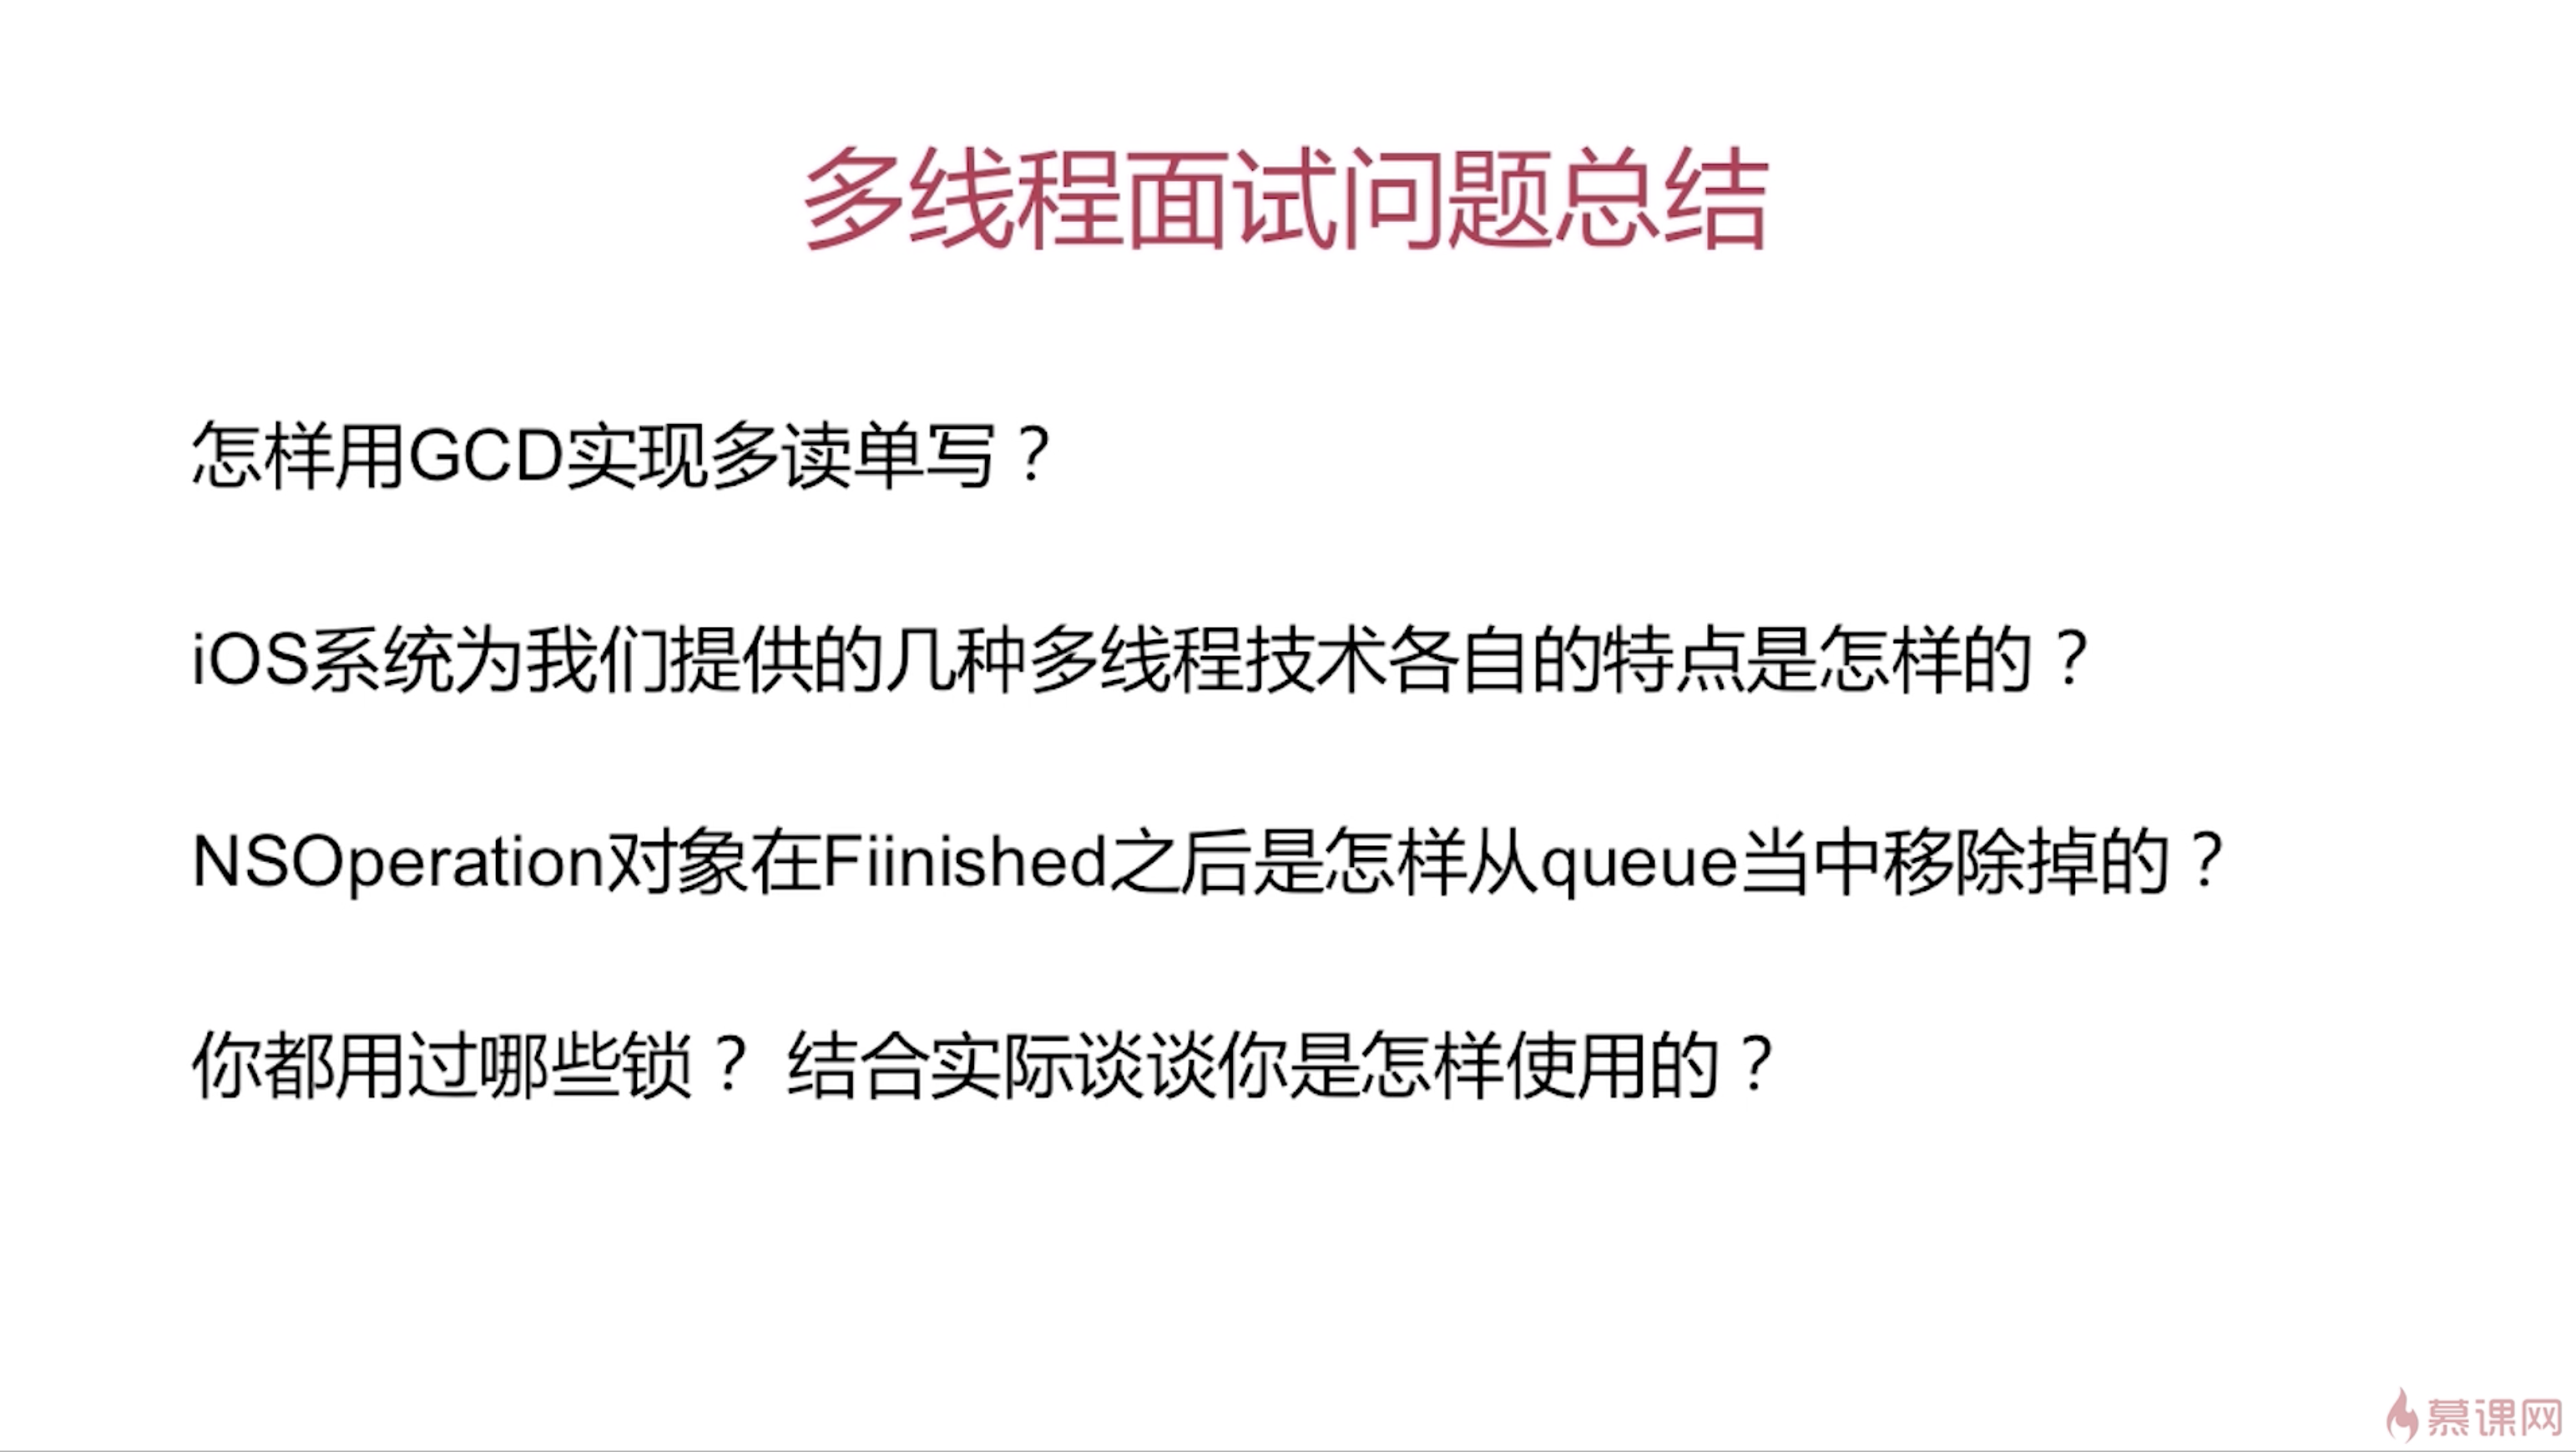 多线程面试问题总结
怎样用GCD实现多读单写？
iOS系统为我们提供的几种多线程技术各自的特点是怎样的？
NSOperation对象在Fiinished之后是怎样从queue当中移除掉的？
你都用过哪些锁？ 结合实际谈谈你是怎样使用的？
慕课网